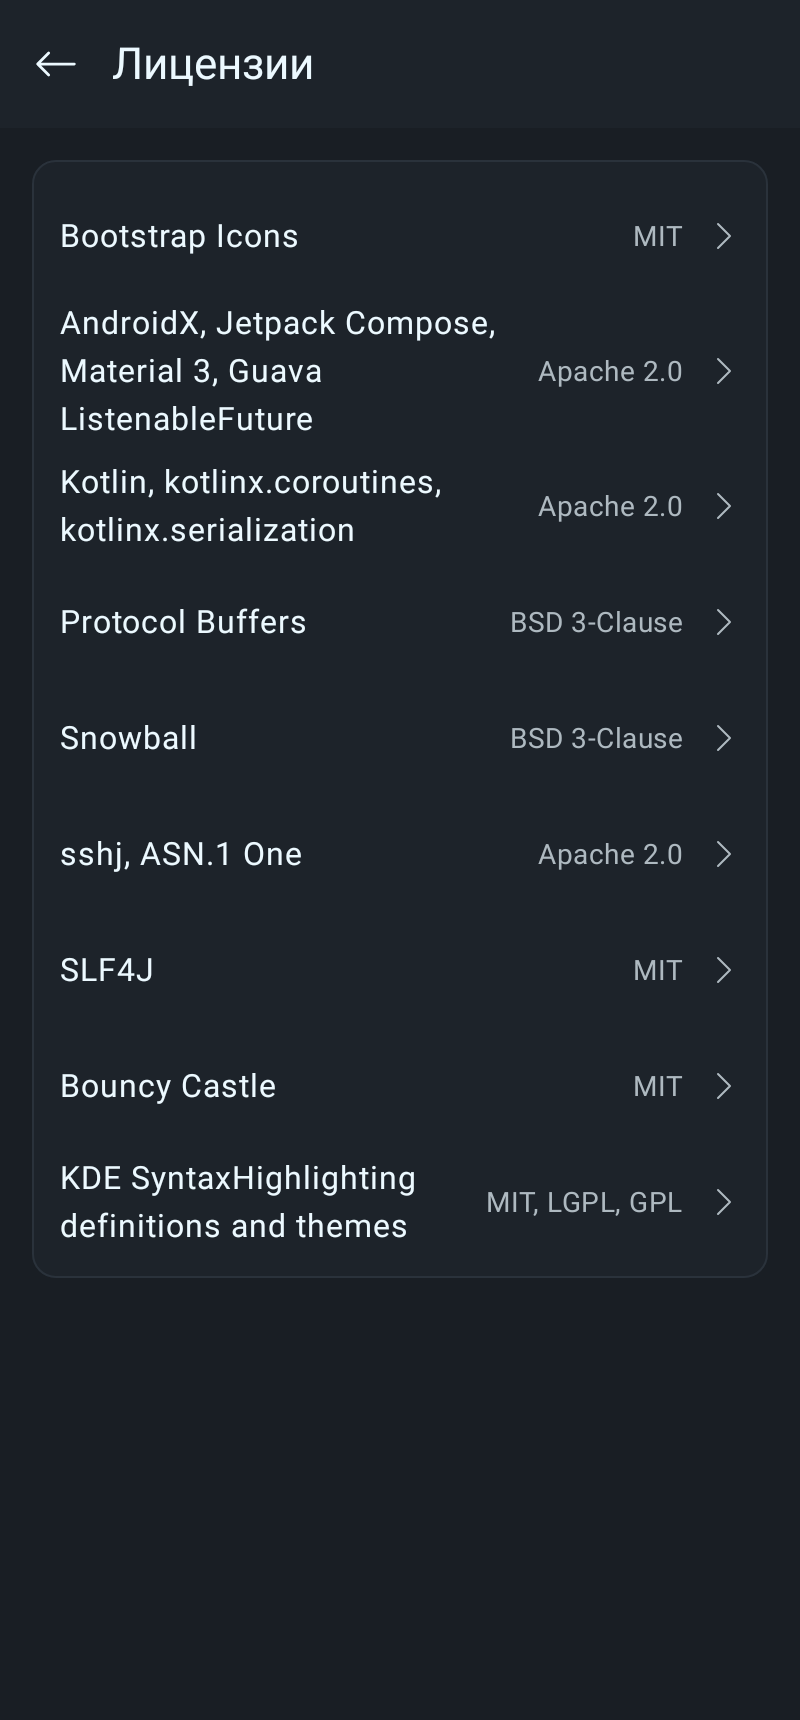 Лицензии
Bootstrap Icons
MIT
AndroidX, Jetpack Compose,
Material 3, Guava
ListenableFuture
Apache 2.0
Kotlin, kotlinx.coroutines,
kotlinx.serialization
Apache 2.0
Protocol Buffers
BSD 3-Clause
Snowball
BSD 3-Clause
sshj, ASN.1 One
Apache 2.0
SLF4J
MIT
Bouncy Castle
MIT
KDE SyntaxHighlighting
definitions and themes
MIT, LGPL, GPL